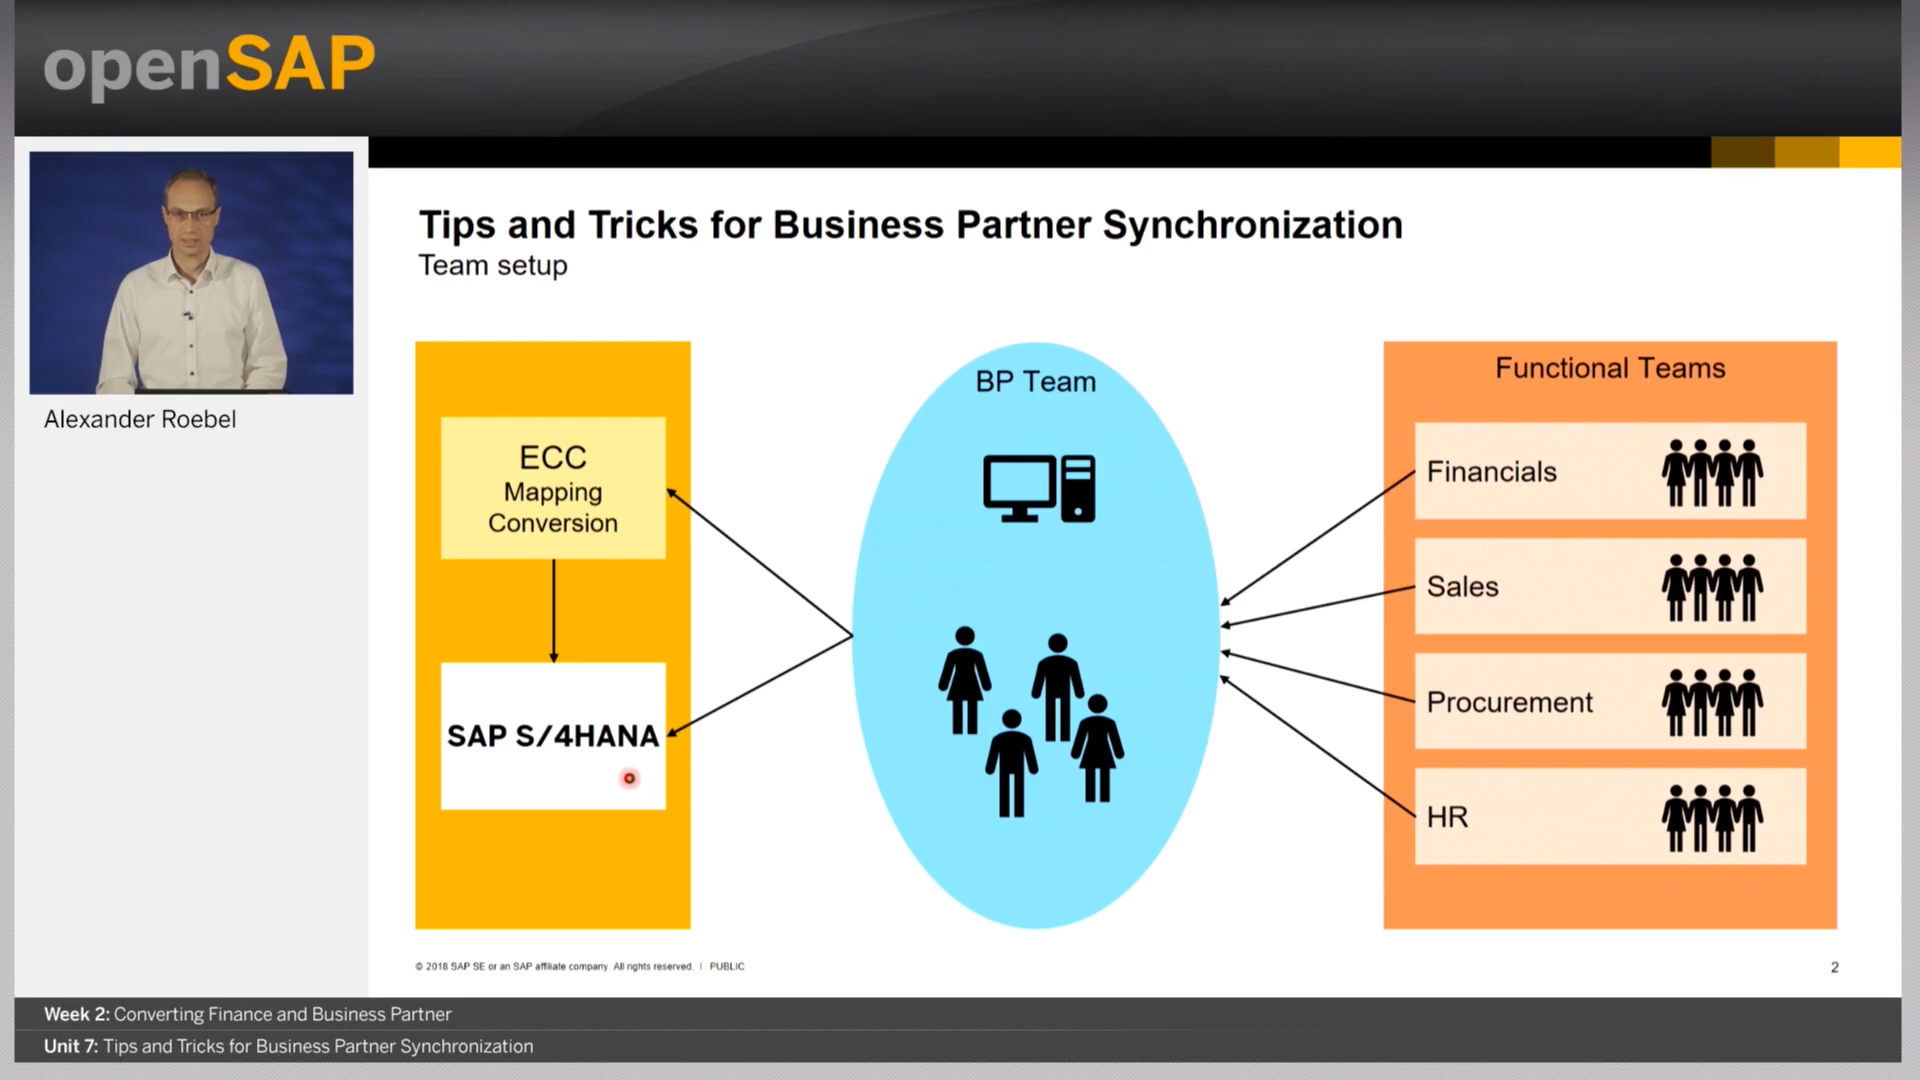 openSAP
Alexander Roebel
Tips and Tricks for Business Partner Synchronization
Team setup
ECC
Mapping
Conversion
SAP S/4HANA
BP Team
Functional Teams
Financials
Sales
Procurement
HR
© 2018 SAP SE or an SAP affiliate company. All rights reserved. | PUBLIC
2
Week 2: Converting Finance and Business Partner
Unit 7: Tips and Tricks for Business Partner Synchronization